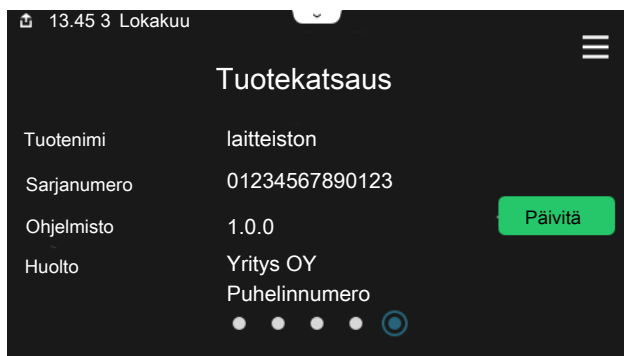 13.45 3 Lokakuu
Tuotekatsaus
Tuotenimi laitteiston
Sarjanumero 01234567890123
Ohjelmisto 1.0.0 Päivitä
Huolto Yritys OY
Puhelinnumero